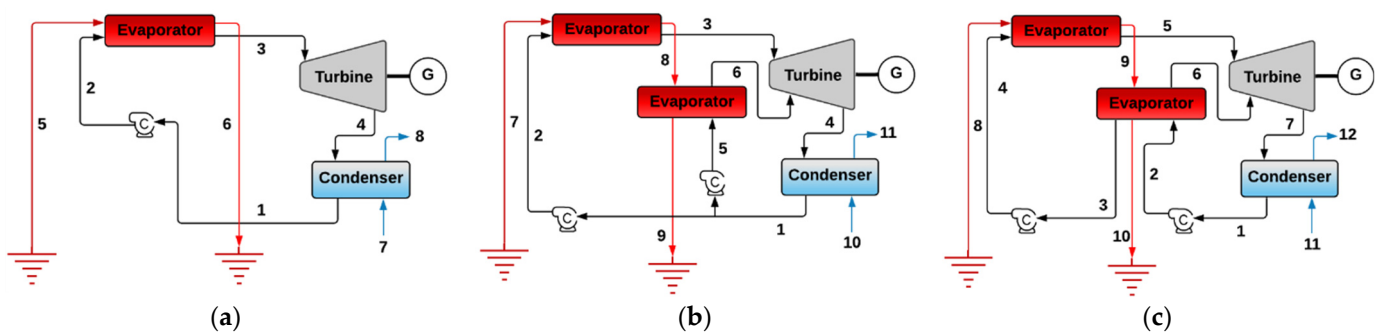 Evaporator
3
2
Turbine
G
C
5
6
4
8
Condenser
1
7
(a)
Evaporator
3
8
6
Turbine
G
Evaporator
7
2
4
11
5
Condenser
C
C
1
9
10
(b)
Evaporator
5
9
6
Turbine
G
4
Evaporator
8
7
12
2
Condenser
3
C
C
1
10
11
(c)